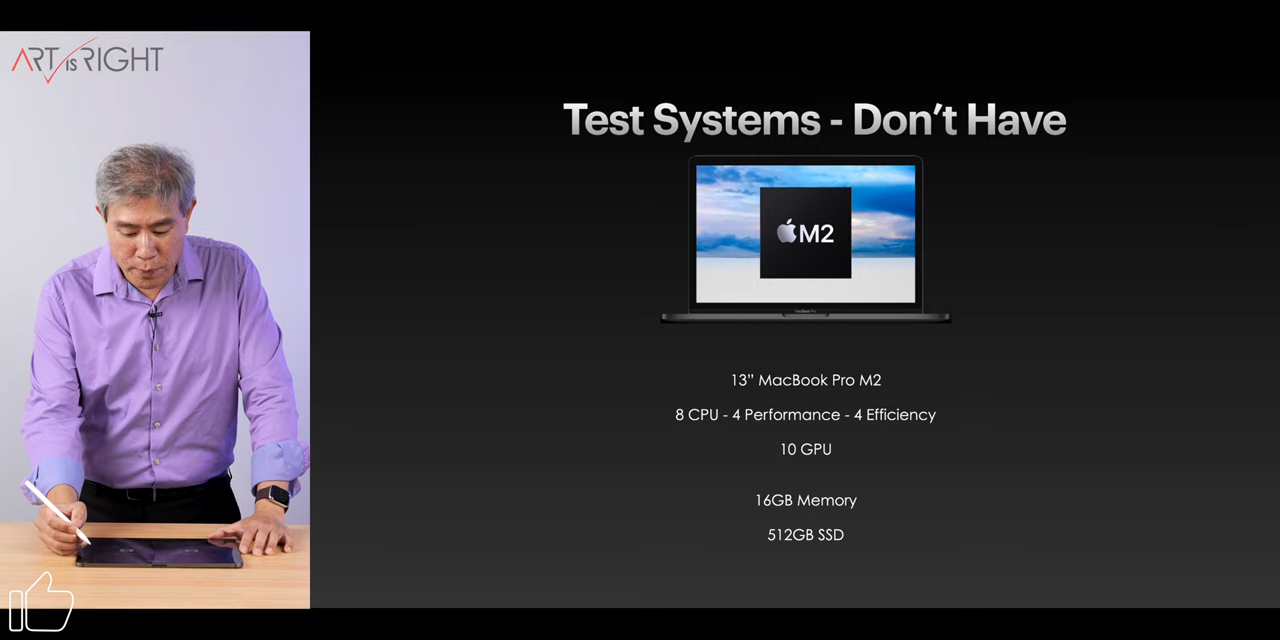 ART IS RIGHT
Test Systems - Don’t Have
M2
13” MacBook Pro M2
8 CPU - 4 Performance - 4 Efficiency
10 GPU
16GB Memory
512GB SSD